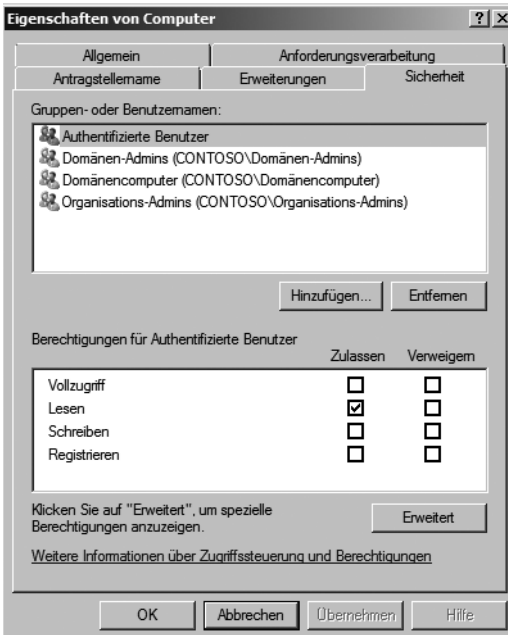 Eigenschaften von Computer
Allgemein Anforderungsverarbeitung
Antragstellername Erweiterungen Sicherheit
Gruppen- oder Benutzernamen:
Authentifizierte Benutzer
Domänen-Admins (CONTOSO\Domänen-Admins)
Domänencomputer (CONTOSO\Domänencomputer)
Organisations-Admins (CONTOSO\Organisations-Admins)
Hinzufügen... Entfernen
Berechtigungen für Authentifizierte Benutzer
Zulassen Verweigern
Vollzugriff
Lesen
Schreiben
Registrieren
Klicken Sie auf "Erweitert", um spezielle
Berechtigungen anzuzeigen.
Erweitert
Weitere Informationen über Zugriffssteuerung und Berechtigungen
OK Abbrechen Übernehmen Hilfe